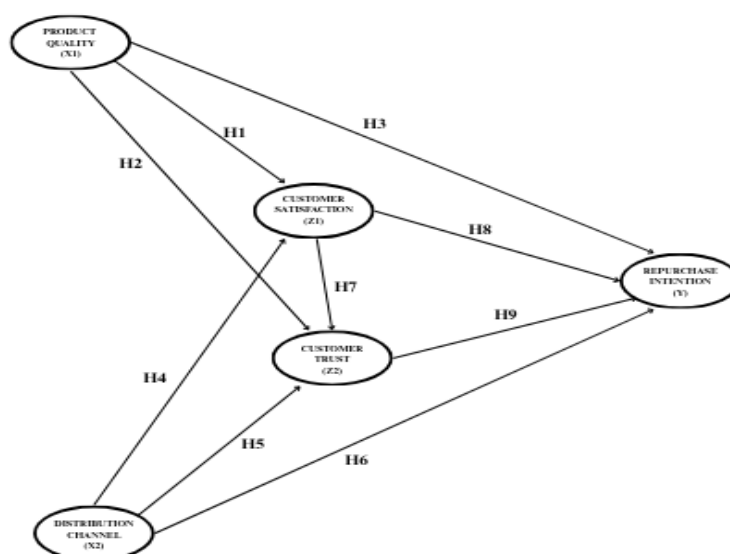 PRODUCT
QUALITY
(X1)
H3
H1
H2
CUSTOMER
SATISFACTION
(Z1)
H8
REPURCHASE
INTENTION
(Y)
H7
H9
CUSTOMER
TRUST
(Z2)
H4
H5
H6
DISTRIBUTION
CHANNEL
(X2)